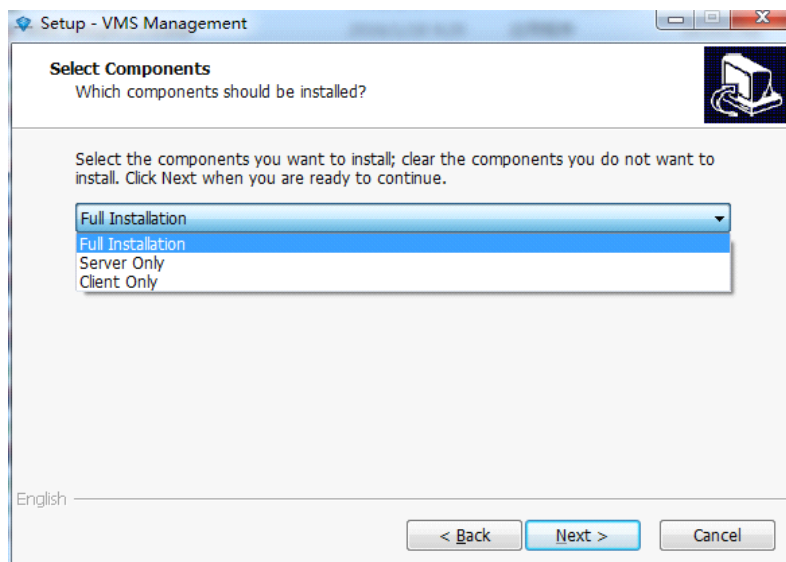 Setup - VMS Management
X
Select Components
Which components should be installed?
Select the components you want to install; clear the components you do not want to
install. Click Next when you are ready to continue.
Full Installation
Full Installation
Server Only
Client Only
English
< Back
Next >
Cancel